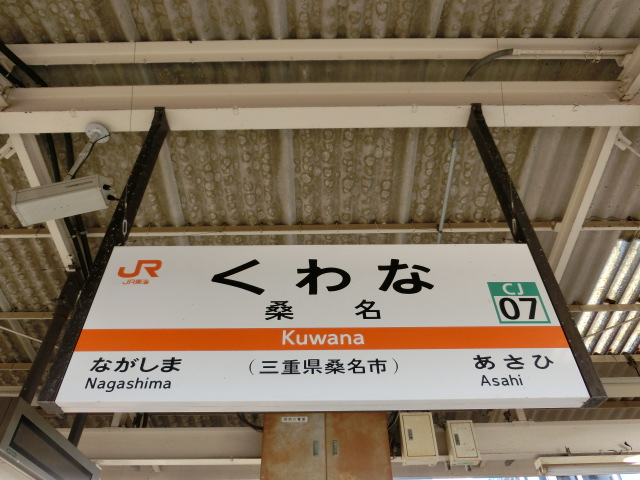 JR
JR東海
くわな
桑名
CJ
07
Kuwana
ながしま
Nagashima
（三重県桑名市）
あさひ
Asahi